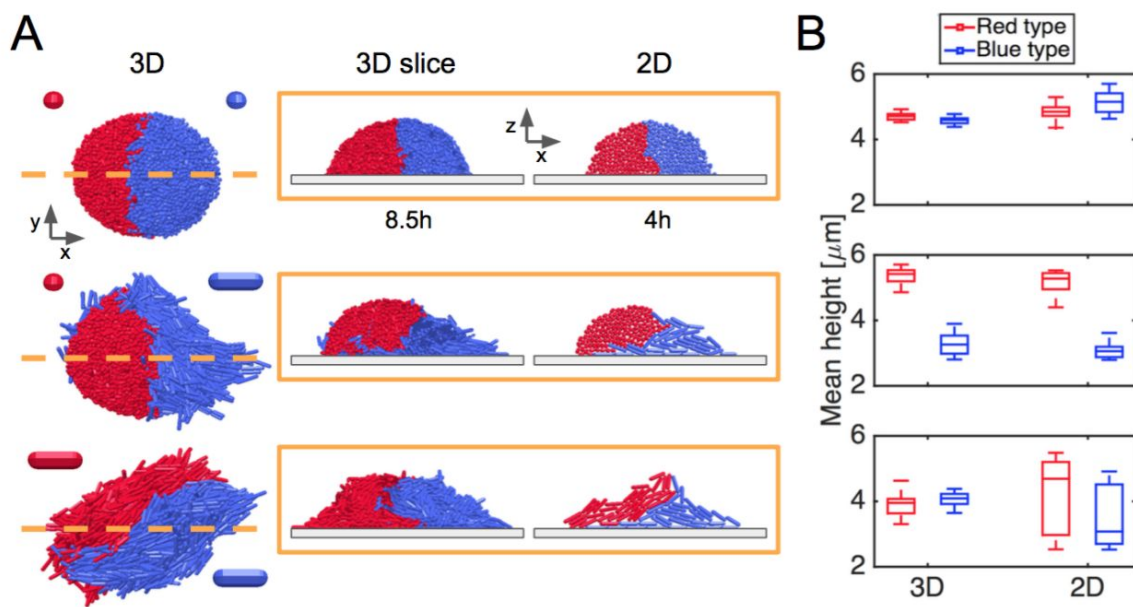 A
3D
3D slice
2D
z
x
y
x
8.5h
4h
B
Red type
Blue type
Mean height [μm]
6
4
2
6
4
2
6
4
2
3D
2D